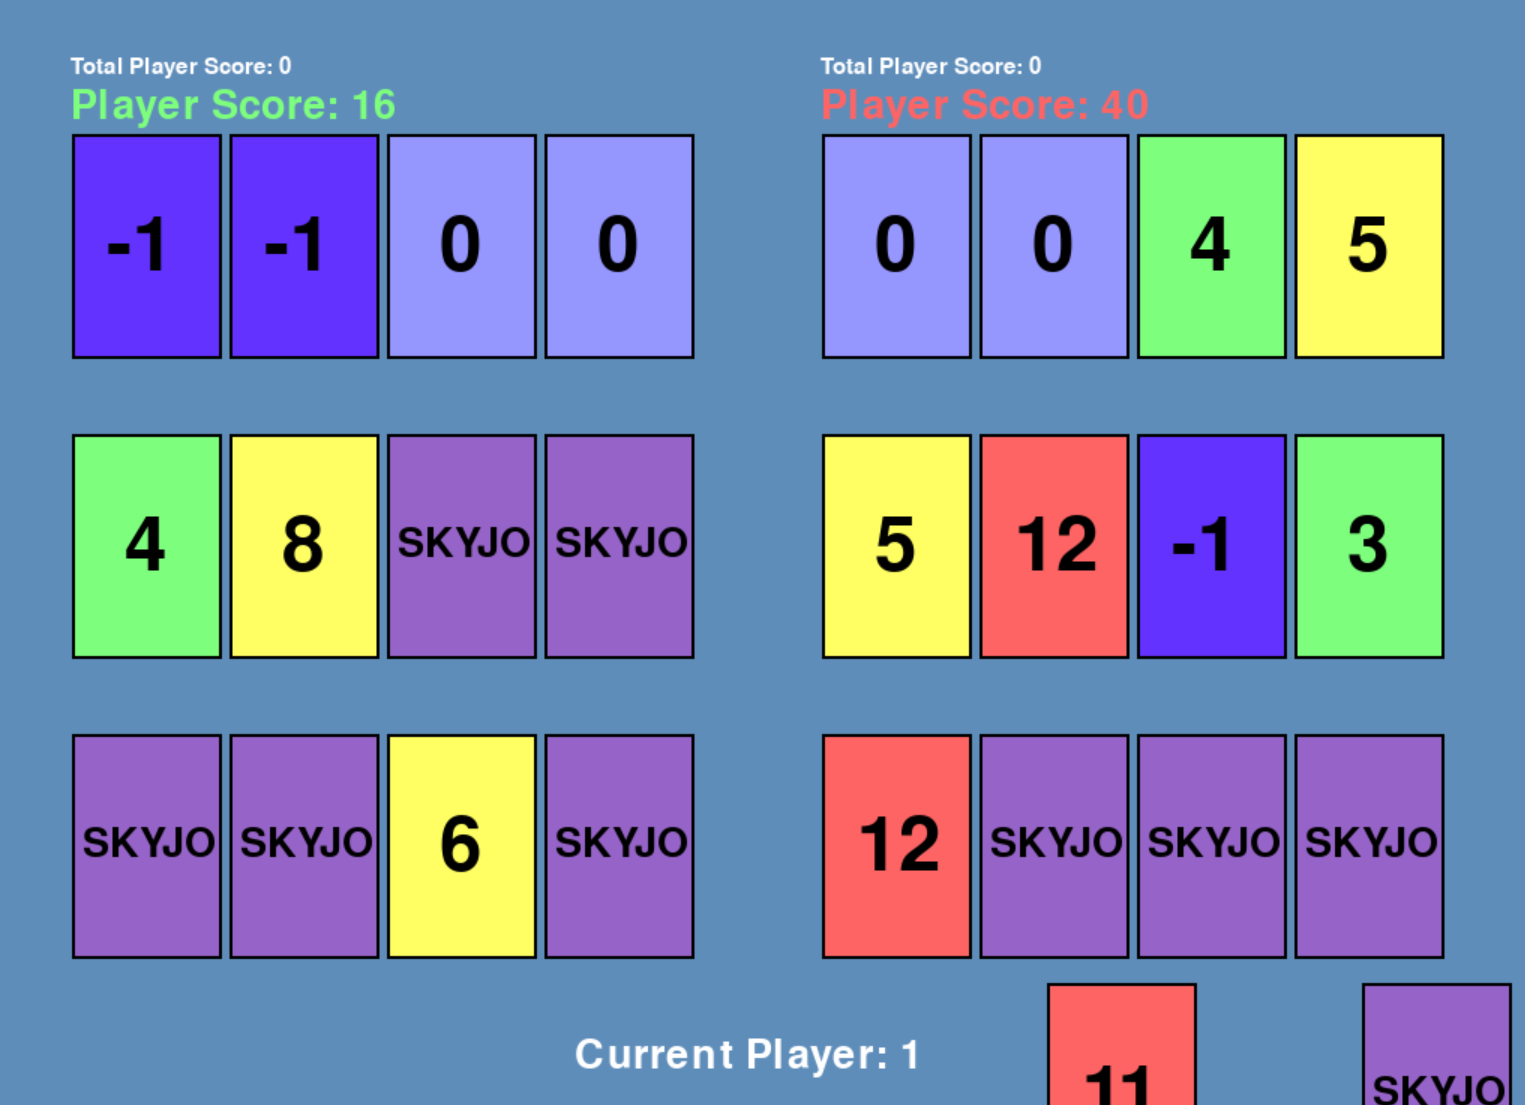 Total Player Score: 0 Total Player Score: 0
Player Score: 16 Player Score: 40
-1 -1 0 0 0 0 4 5
4 8 SKYJO SKYJO 5 12 -1 3
SKYJO SKYJO 6 SKYJO 12 SKYJO SKYJO SKYJO
Current Player: 1
11 SKYJO